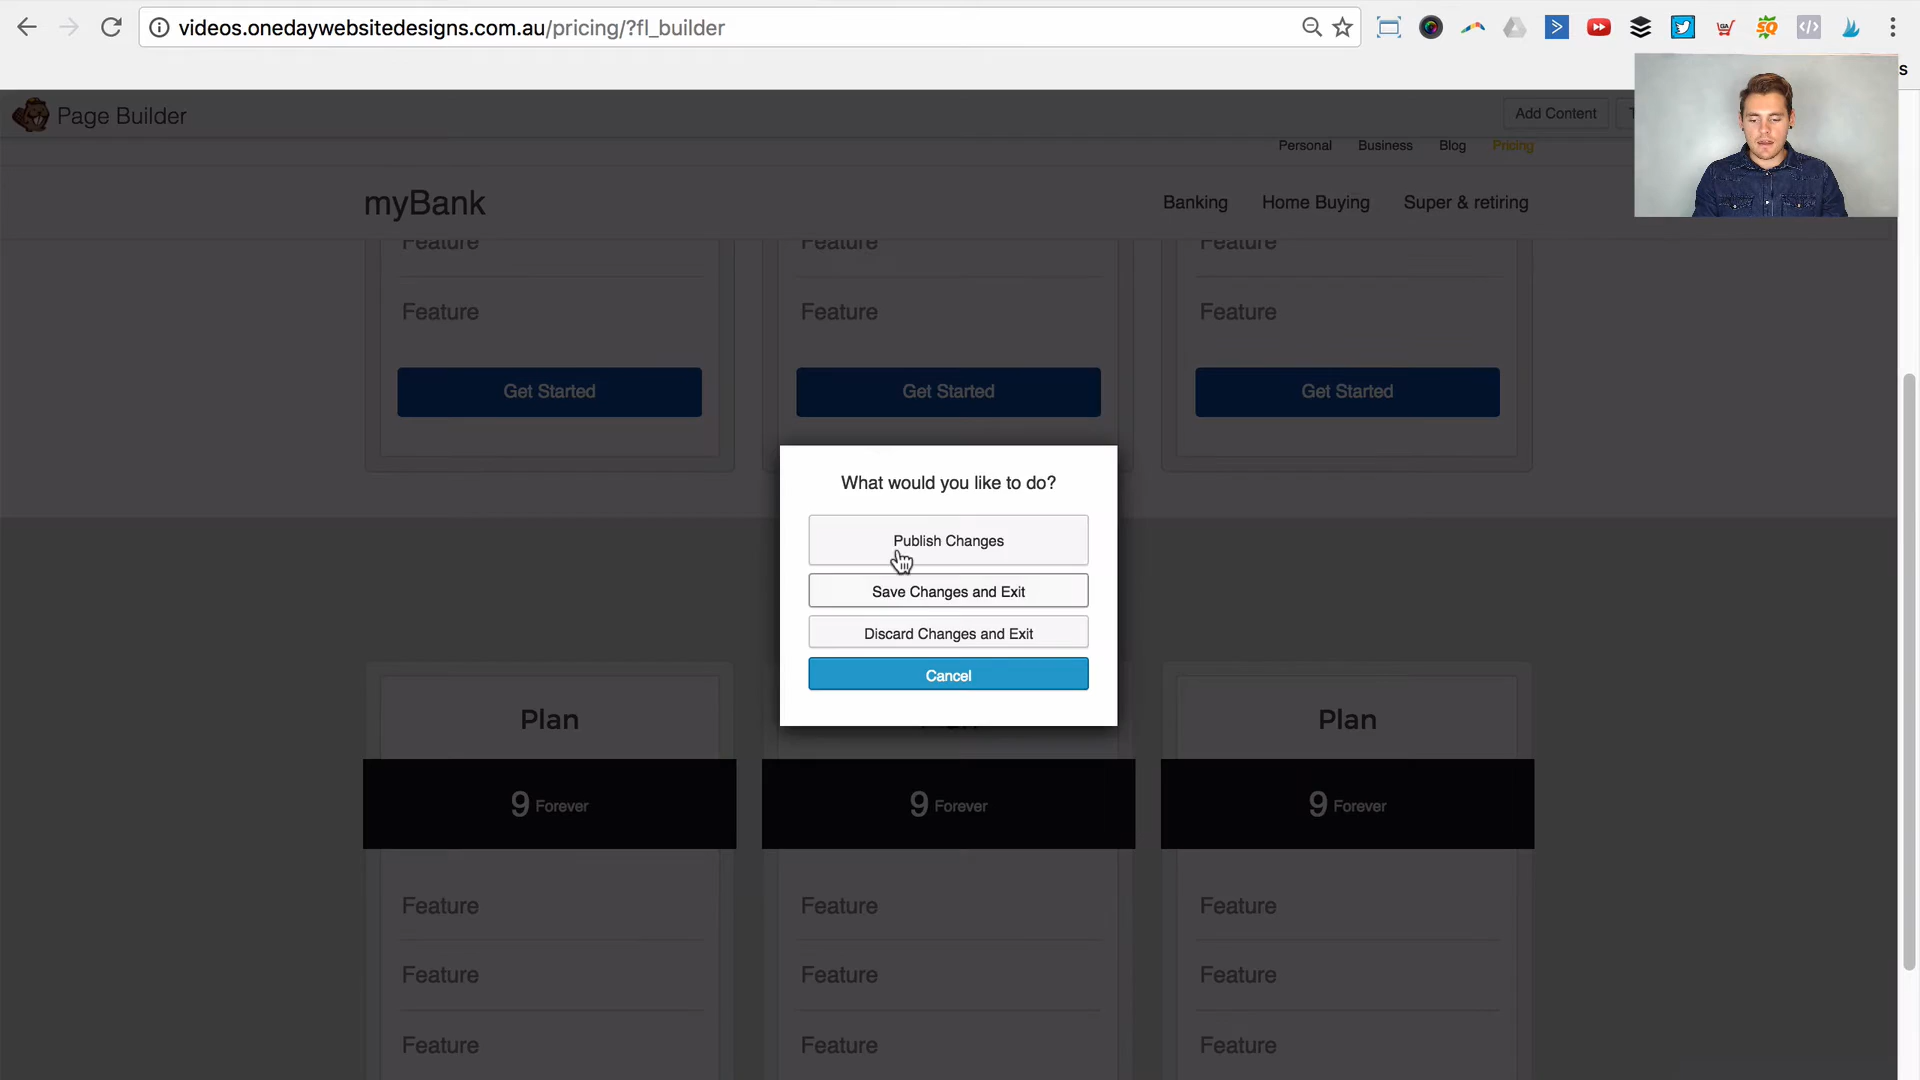 videos.onedaywebsitedesigns.com.au/pricing/?fl_builder
Page Builder
Add Content
Personal Business Blog Pricing
myBank
Banking Home Buying Super & retiring
Feature Feature Feature
Feature Feature Feature
Get Started Get Started Get Started
What would you like to do?
Publish Changes
Save Changes and Exit
Discard Changes and Exit
Cancel
Plan Plan
9 Forever 9 Forever 9 Forever
Feature Feature Feature
Feature Feature Feature
Feature Feature Feature